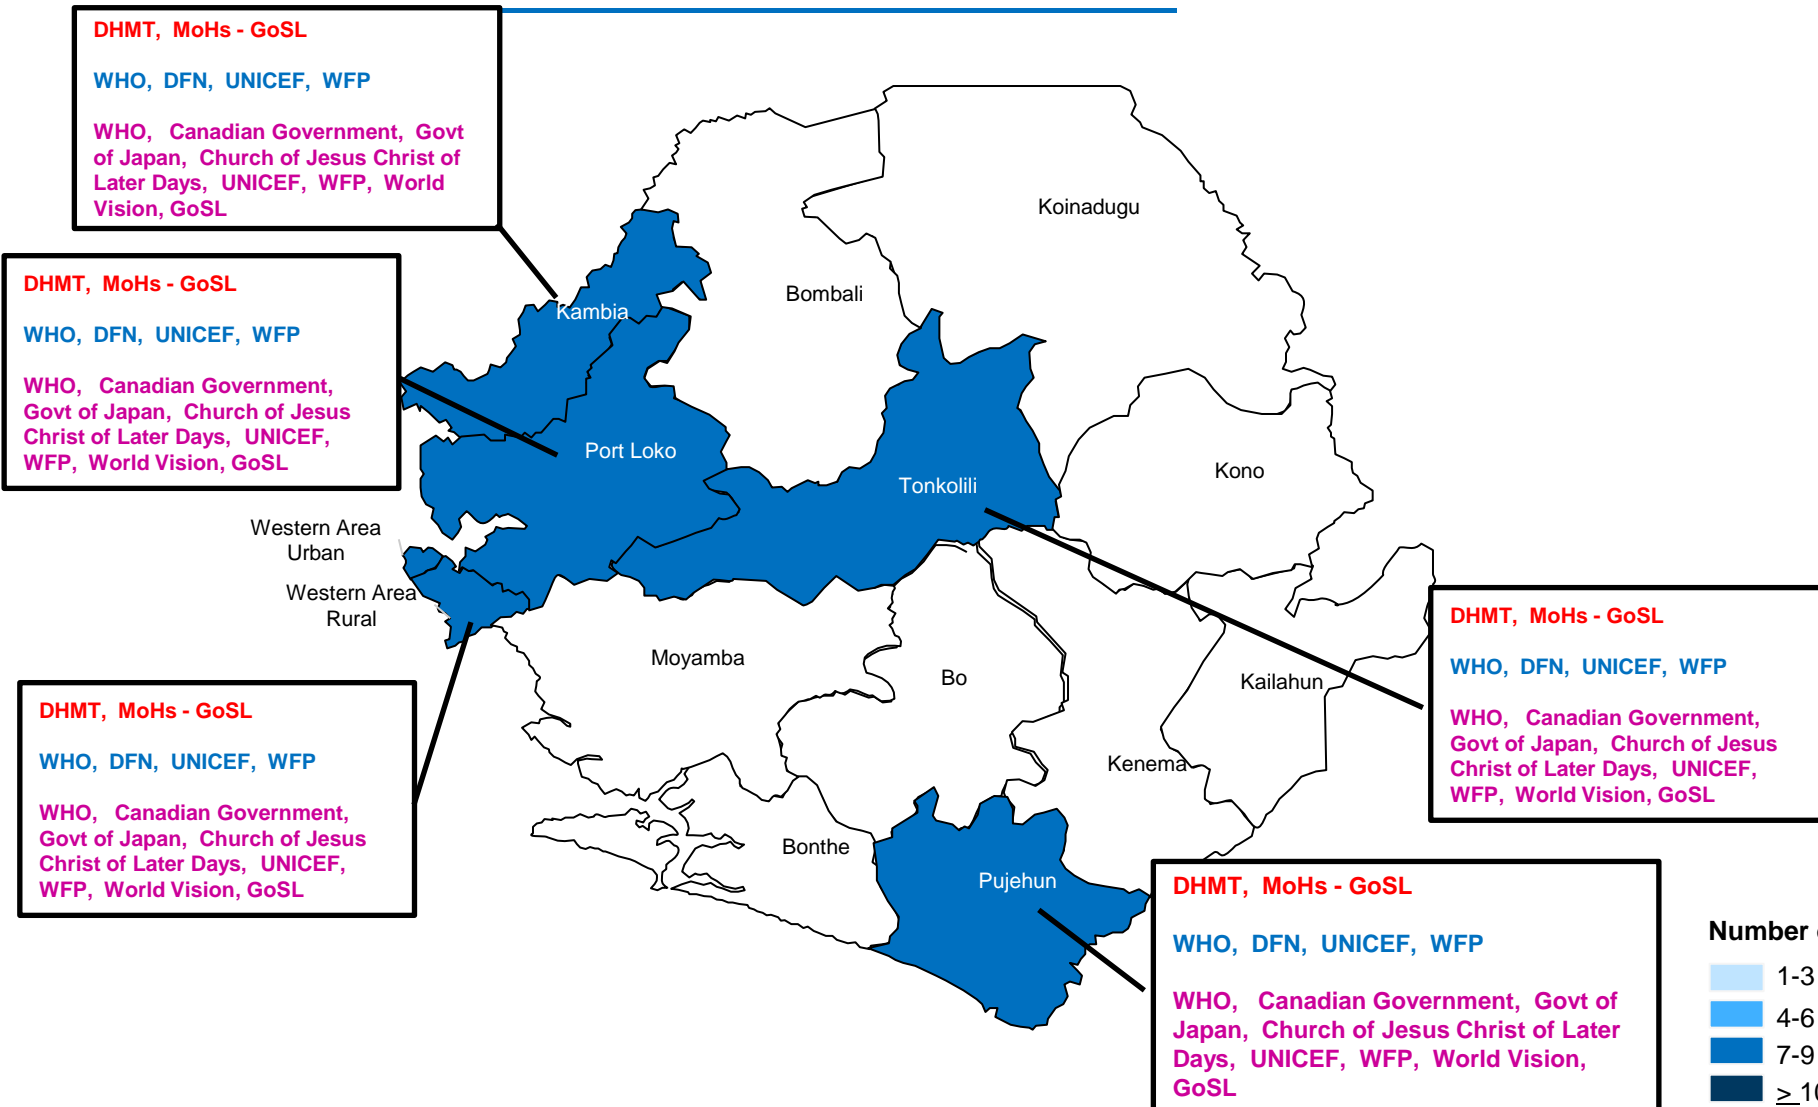 DHMT, MoHs - GoSL
WHO, DFN, UNICEF, WFP
WHO, Canadian Government, Govt
of Japan, Church of Jesus Christ of
Later Days, UNICEF, WFP, World
Vision, GoSL
DHMT, MoHs - GoSL
WHO, DFN, UNICEF, WFP
WHO, Canadian Government,
Govt of Japan, Church of Jesus
Christ of Later Days, UNICEF,
WFP, World Vision, GoSL
Koinadugu
Bombali
Kambia
Port Loko
Tonkolili
Kono
Western Area
Urban
Western Area
Rural
Moyamba
Bo
Kailahun
Kenema
Bonthe
Pujehun
DHMT, MoHs - GoSL
WHO, DFN, UNICEF, WFP
WHO, Canadian Government,
Govt of Japan, Church of Jesus
Christ of Later Days, UNICEF,
WFP, World Vision, GoSL
DHMT, MoHs - GoSL
WHO, DFN, UNICEF, WFP
WHO, Canadian Government,
Govt of Japan, Church of Jesus
Christ of Later Days, UNICEF,
WFP, World Vision, GoSL
DHMT, MoHs - GoSL
WHO, DFN, UNICEF, WFP
WHO, Canadian Government, Govt of
Japan, Church of Jesus Christ of Later
Days, UNICEF, WFP, World Vision,
GoSL
Number
1-3
4-6
7-9
≥ 10